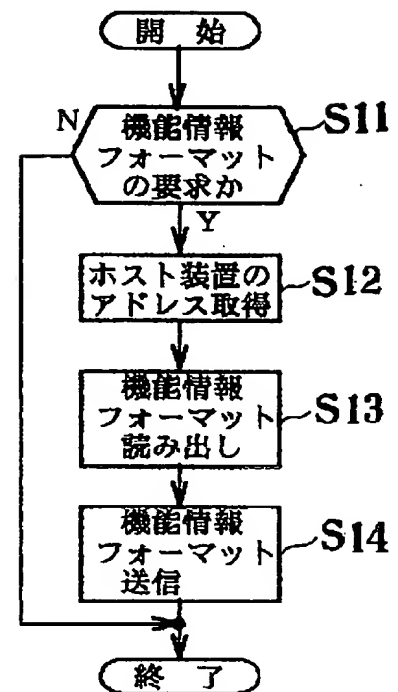 開 始
N
機能情報
フォーマット
の要求か
S11
Y
ホスト装置の
アドレス取得
S12
機能情報
フォーマット
読み出し
S13
機能情報
フォーマット
送信
S14
終 了